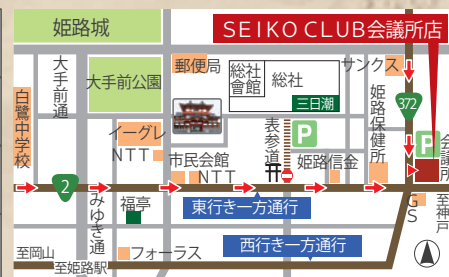 姫路城
SEIKO CLUB会議所店
大手前通
大手前公園
郵便局
総社
會館
総社
サンクス
三日潮
372
白鷺中学校
イーグレ
NTT
市民会館
NTT
表参道
P
姫路信金
姫路保健所
P
会議所
2
みゆき通
福亭
東行き一方通行
GS
至神戸
至岡山
フォーラス
西行き一方通行
至姫路駅